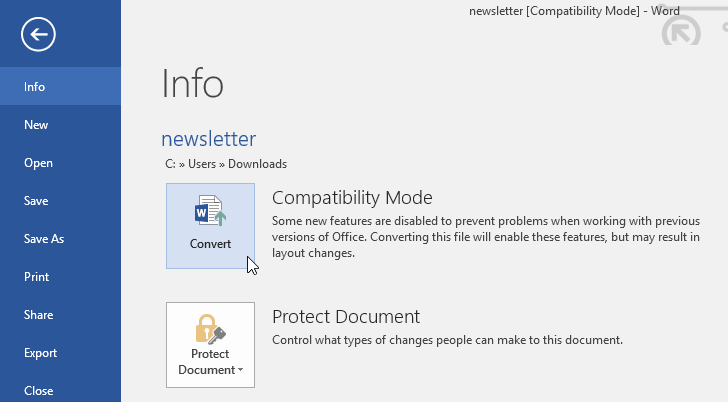 newsletter [Compatibility Mode] - Word
Info
New
Open
Save
Save As
Print
Share
Export
Close
Info
newsletter
C: » Users » Downloads
W
Convert
Compatibility Mode
Some new features are disabled to prevent problems when working with previous
versions of Office. Converting this file will enable these features, but may result in
layout changes.
Protect
Document
Protect Document
Control what types of changes people can make to this document.